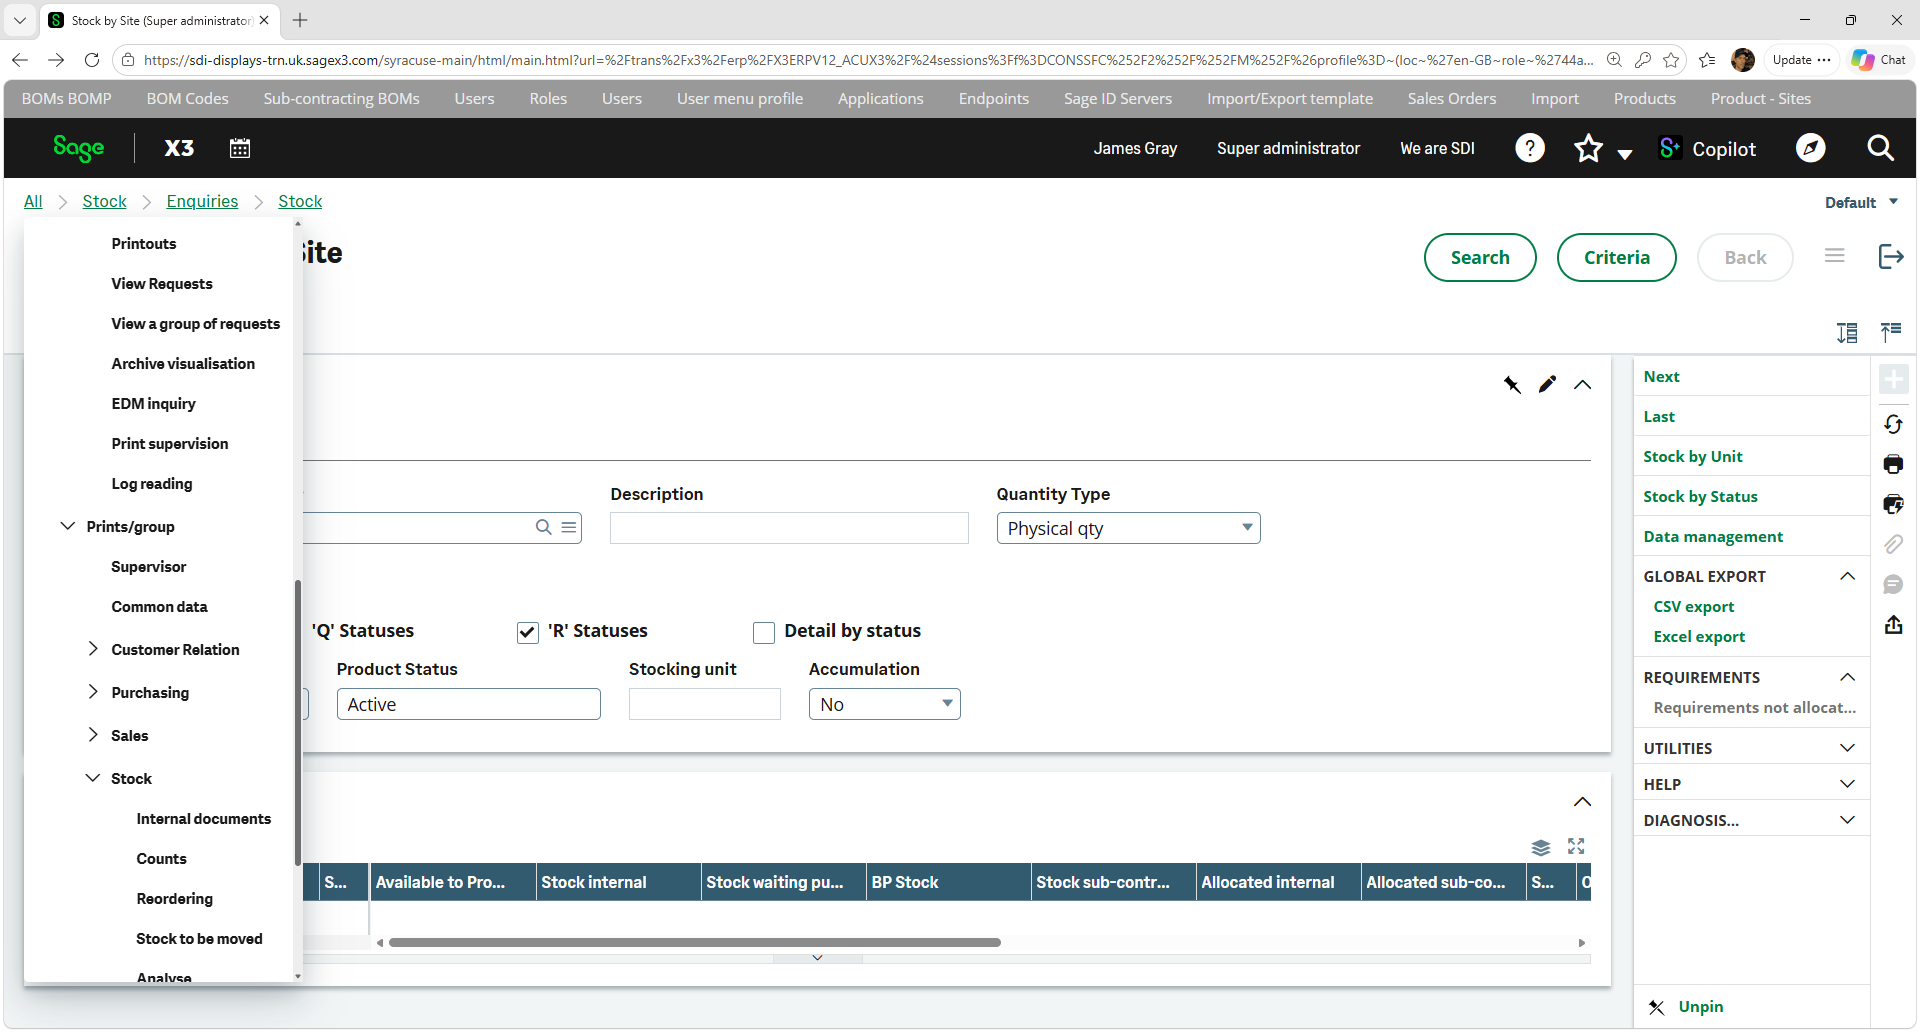 Stock by Site (Super administrator)
https://sdi-displays-trn.uk.sagex3.com/syracuse-main/html/main.html?url=%2Ftrans%2Fx3%2Ferp%2FX3ERPV12_ACUX3%2F%24sessions%3Ff%3DCONSSFC%252F2%252F%252FM%252F%26profile%3D~(loc~%27en-GB~role~%2744a...
Update
Chat
BOMs BOMP
BOM Codes
Sub-contracting BOMs
Users
Roles
Users
User menu profile
Applications
Endpoints
Sage ID Servers
Import/Export template
Sales Orders
Import
Products
Product - Sites
Sage
X3
James Gray
Super administrator
We are SDI
?
Copilot
All
Stock
Enquiries
Stock
Default
Site
Search
Criteria
Back
Printouts
View Requests
View a group of requests
Archive visualisation
EDM inquiry
Print supervision
Log reading
Prints/group
Supervisor
Common data
Customer Relation
Purchasing
Sales
Stock
Internal documents
Counts
Reordering
Stock to be moved
Analyse
Description
Quantity Type
Physical qty
'Q' Statuses
'R' Statuses
Detail by status
Product Status
Stocking unit
Accumulation
Active
No
S...
Available to Pro...
Stock internal
Stock waiting pu...
BP Stock
Stock sub-contr...
Allocated internal
Allocated sub-co...
S...
Next
Last
Stock by Unit
Stock by Status
Data management
GLOBAL EXPORT
CSV export
Excel export
REQUIREMENTS
Requirements not allocat...
UTILITIES
HELP
DIAGNOSIS...
Unpin